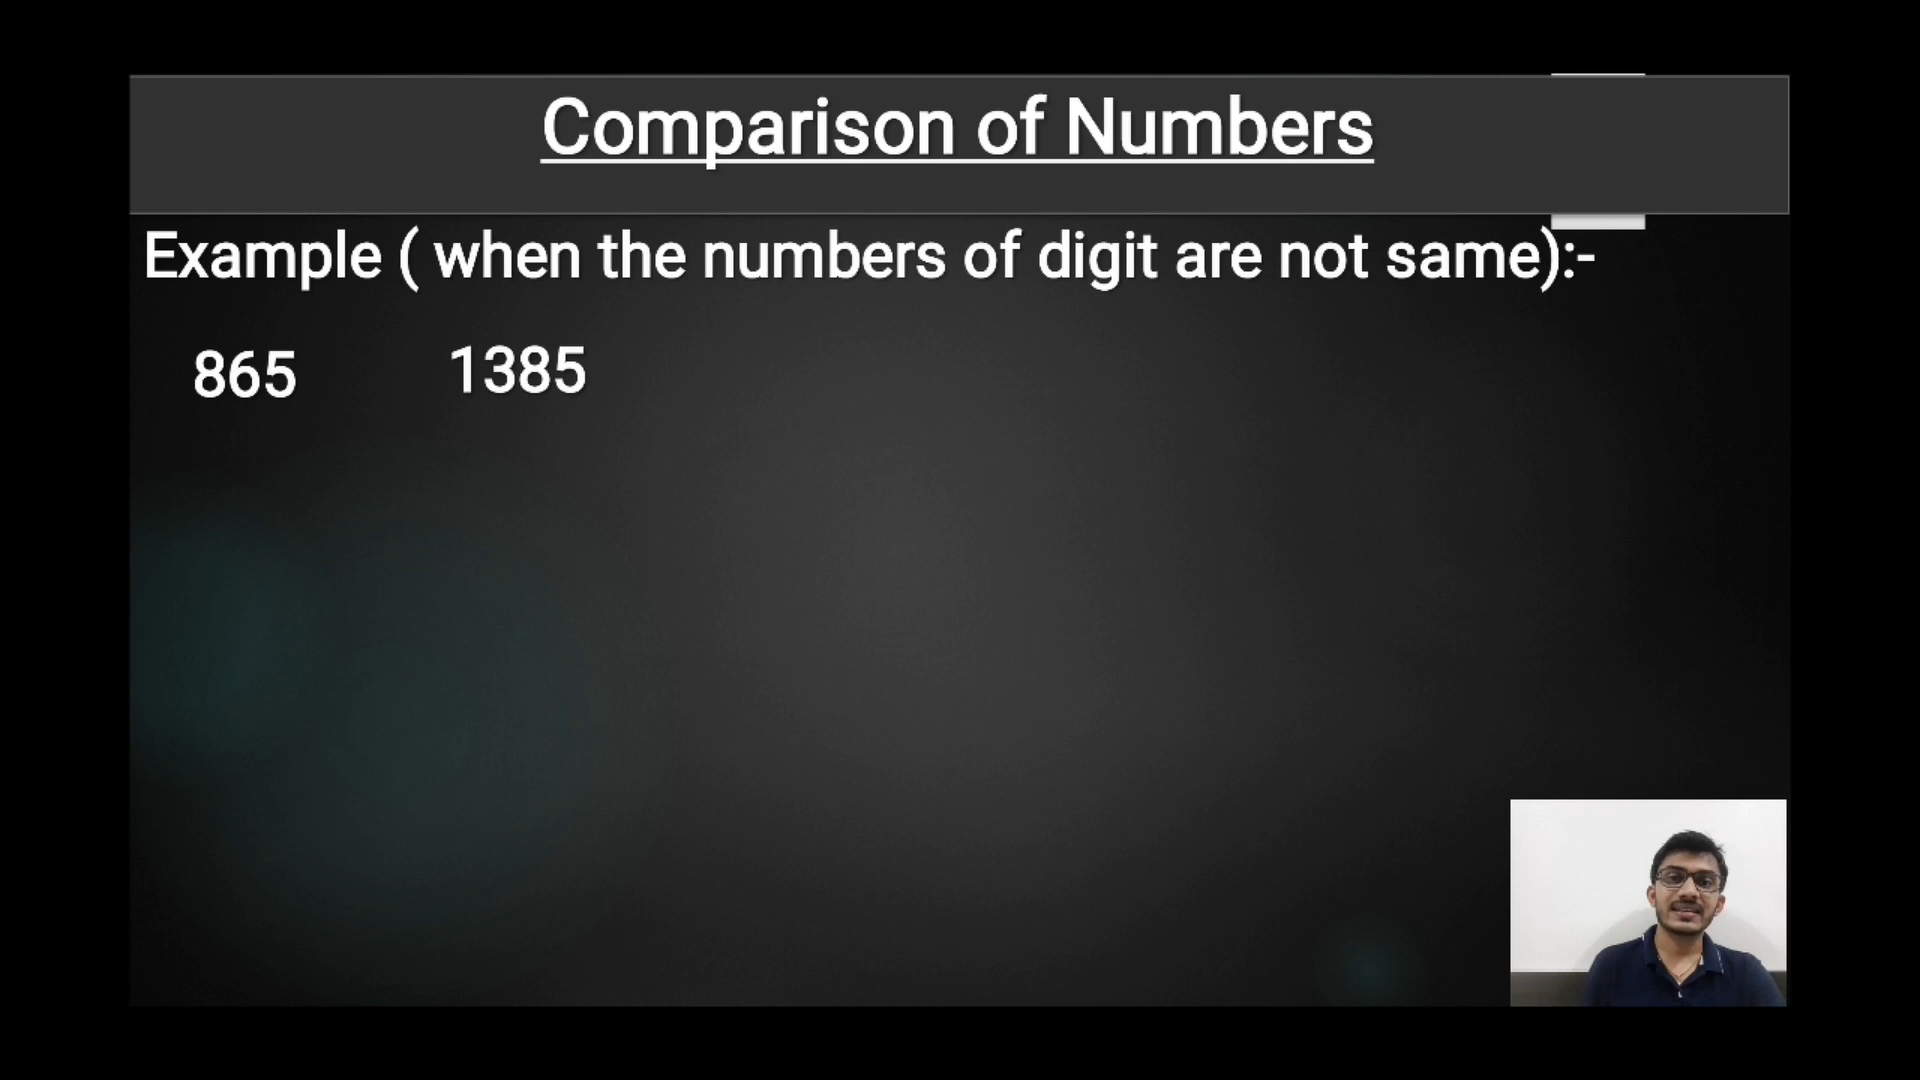 Comparison of Numbers
Example ( when the numbers of digit are not same):-
865 1385